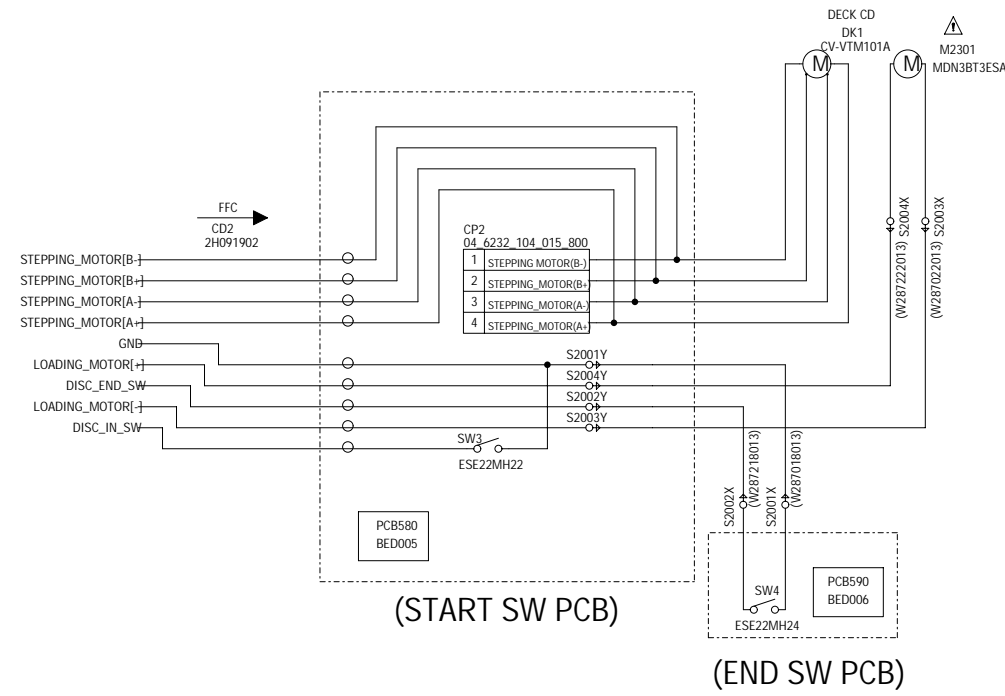 DECK CD
DK1
CV-VTM101A
M
M
M2301
MDN3BT3ESA
FFC
CD2
2H091902
CP2
04_6232_104_015_800
1 STEPPING MOTOR(B-)
2 STEPPING_MOTOR(B+)
3 STEPPING_MOTOR(A-)
4 STEPPING_MOTOR(A+)
STEPPING_MOTOR[B-]
STEPPING_MOTOR[B+]
STEPPING_MOTOR[A-]
STEPPING_MOTOR[A+]
GND
LOADING_MOTOR[+]
DISC_END_SW
LOADING_MOTOR[-]
DISC_IN_SW
S2001Y
S2004Y
S2002Y
S2003Y
SW3
ESE22MH22
(W287222013) S2004X
(W287022013) S2003X
S2002X (W287218013)
S2001X (W287018013)
PCB580
BED005
(START SW PCB)
SW4
ESE22MH24
PCB590
BED006
(END SW PCB)